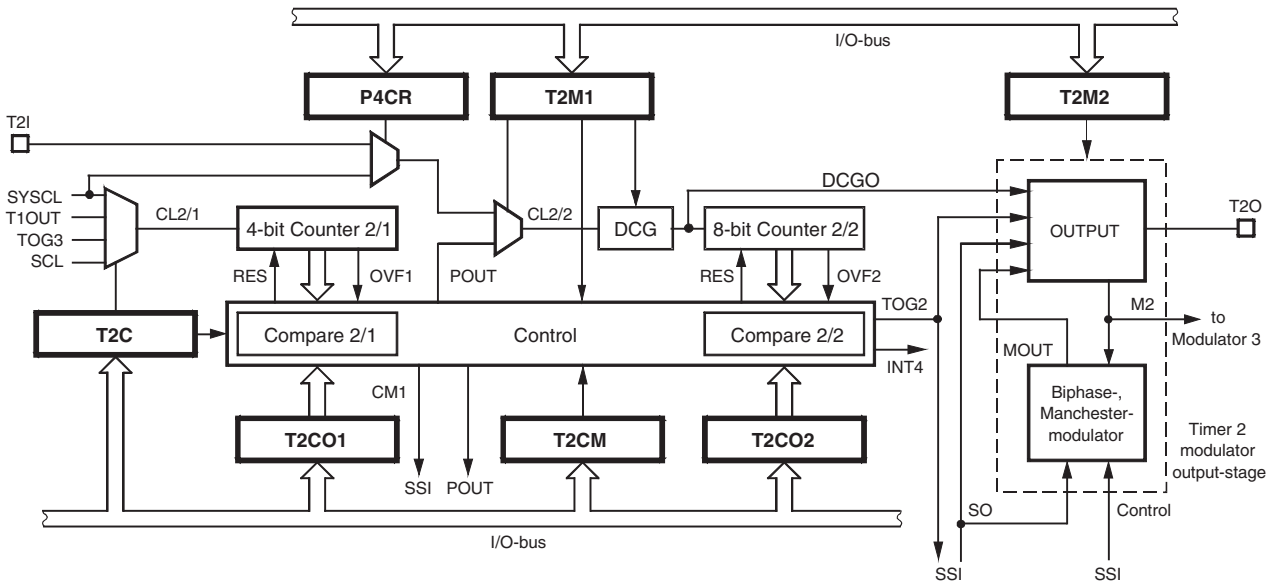 I/O-bus
P4CR
T2M1
T2M2
T2I
SYSCL
T1OUT
TOG3
SCL
CL2/1
4-bit Counter 2/1
CL2/2
DCG
DCGO
8-bit Counter 2/2
OUTPUT
T2O
RES
OVF1
POUT
RES
OVF2
TOG2
M2
to
Modulator 3
T2C
Compare 2/1
Control
Compare 2/2
INT4
MOUT
CM1
Biphase-,
Manchester-
modulator
T2CO1
T2CM
T2CO2
Timer 2
modulator
output-stage
SSI
POUT
SO
Control
I/O-bus
SSI
SSI